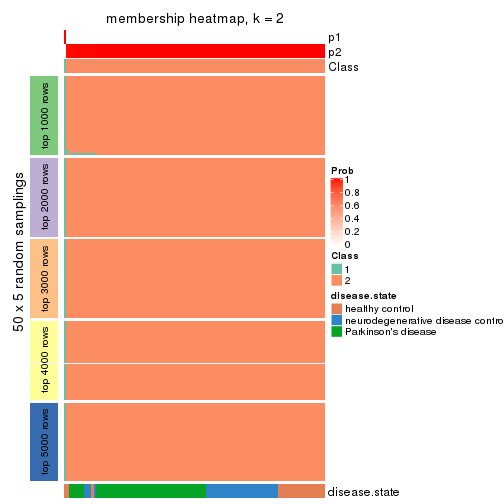 membership heatmap, k = 2
p1
p2
Class
50 x 5 random samplings
top 1000 rows
top 2000 rows
top 3000 rows
top 4000 rows
top 5000 rows
Prob
1
0.8
0.6
0.4
0.2
0
Class
1
2
disease.state
healthy control
neurodegenerative disease contro
Parkinson's disease
disease.state